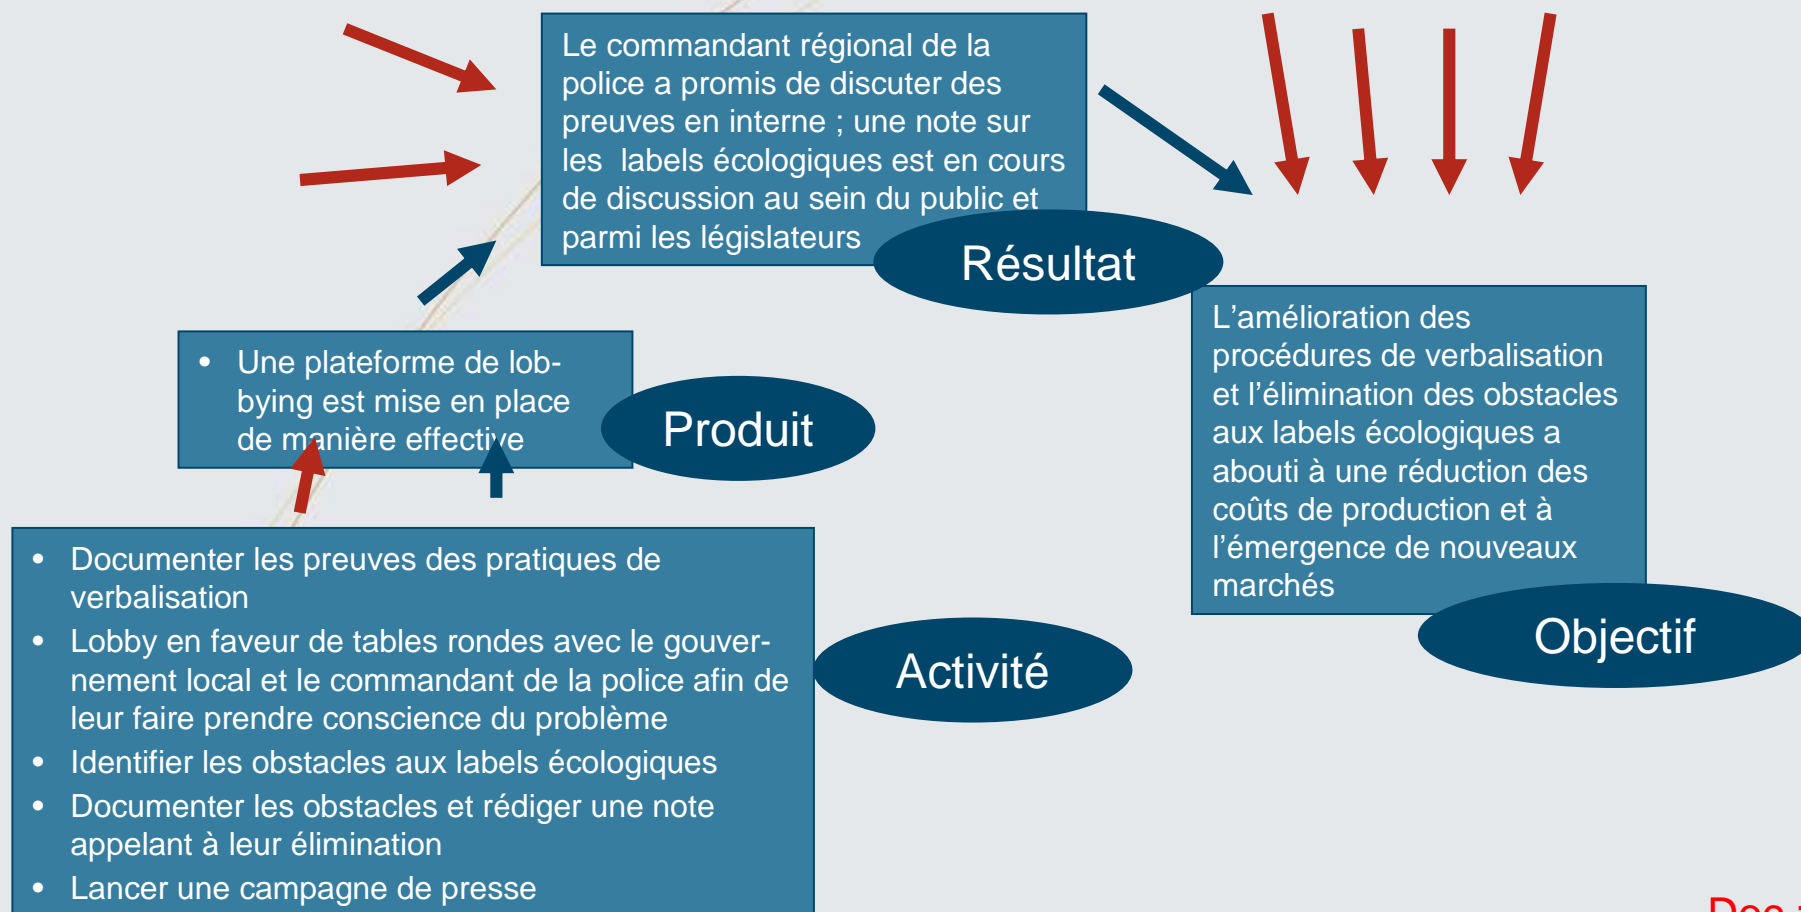 Le commandant régional de la
police a promis de discuter des
preuves en interne ; une note sur
les labels écologiques est en cours
de discussion au sein du public et
parmi les législateurs
Résultat
L’amélioration des
procédures de verbalisation
et l’élimination des obstacles
aux labels écologiques a
abouti à une réduction des
coûts de production et à
l’émergence de nouveaux
marchés
Objectif
• Une plateforme de lob-
bying est mise en place
de manière effective
Produit
• Documenter les preuves des pratiques de
verbalisation
• Lobby en faveur de tables rondes avec le gouver-
nement local et le commandant de la police afin de
leur faire prendre conscience du problème
• Identifier les obstacles aux labels écologiques
• Documenter les obstacles et rédiger une note
appelant à leur élimination
• Lancer une campagne de presse
Activité